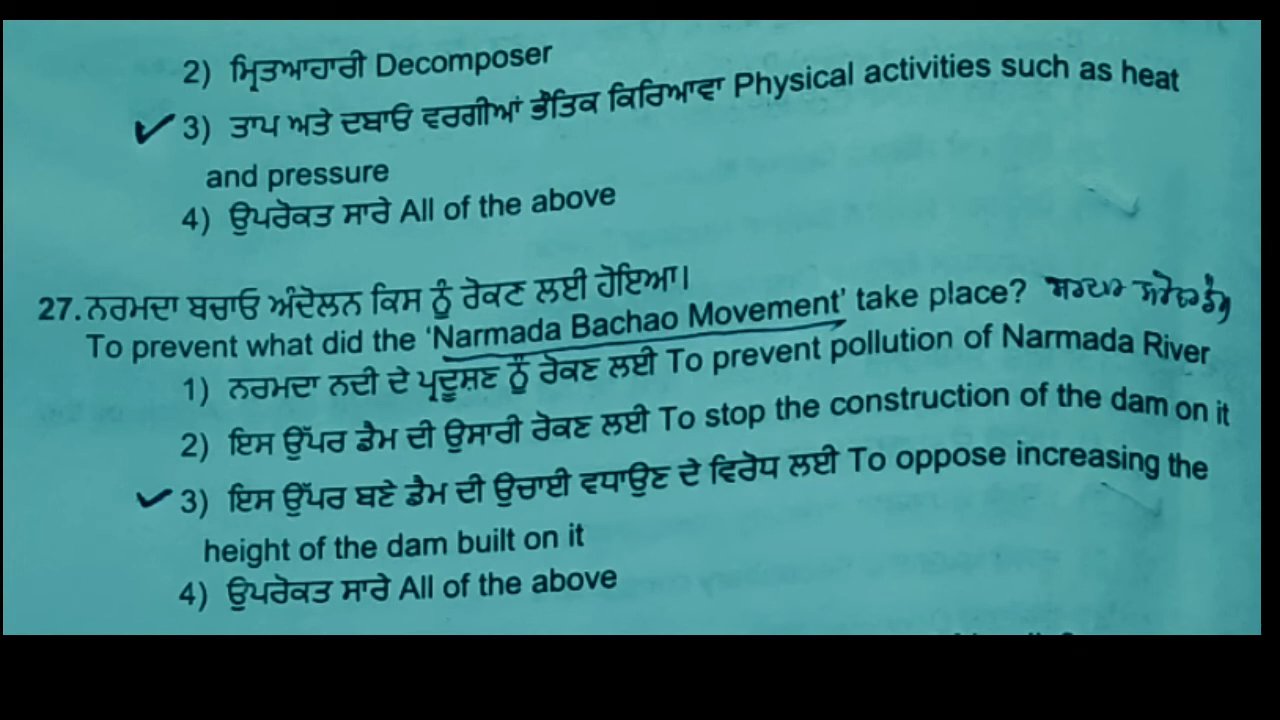 2) ਮ੍ਰਿਤਆਹਾਰੀ Decomposer
3) ਤਾਪ ਅਤੇ ਦਬਾਓ ਵਰਗੀਆਂ ਭੌਤਿਕ ਕਿਰਿਆਵਾ Physical activities such as heat
and pressure
4) ਉਪਰੋਕਤ ਸਾਰੇ All of the above
27. ਨਰਮਦਾ ਬਚਾਓ ਅੰਦੋਲਨ ਕਿਸ ਨੂੰ ਰੋਕਣ ਲਈ ਹੋਇਆ।
To prevent what did the ‘Narmada Bachao Movement’ take place? ਸਰਦਾਰ ਸਰੋਵਰ ਡੈਮ
1) ਨਰਮਦਾ ਨਦੀ ਦੇ ਪ੍ਰਦੂਸ਼ਣ ਨੂੰ ਰੋਕਣ ਲਈ To prevent pollution of Narmada River
2) ਇਸ ਉੱਪਰ ਡੈਮ ਦੀ ਉਸਾਰੀ ਰੋਕਣ ਲਈ To stop the construction of the dam on it
3) ਇਸ ਉੱਪਰ ਬਣੇ ਡੈਮ ਦੀ ਉਚਾਈ ਵਧਾਉਣ ਦੇ ਵਿਰੋਧ ਲਈ To oppose increasing the
height of the dam built on it
4) ਉਪਰੋਕਤ ਸਾਰੇ All of the above